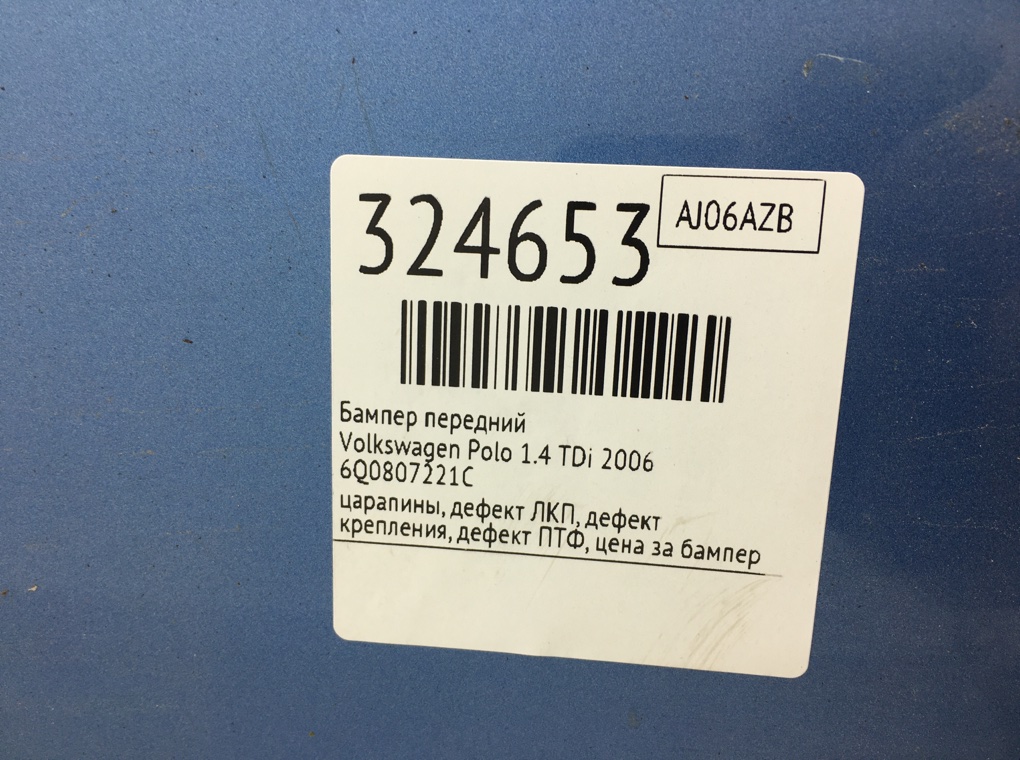 324653
AJ06AZB
Бампер передний
Volkswagen Polo 1.4 TDi 2006
6Q0807221C
царапины, дефект ЛКП, дефект
крепления, дефект ПТФ, цена за бампер